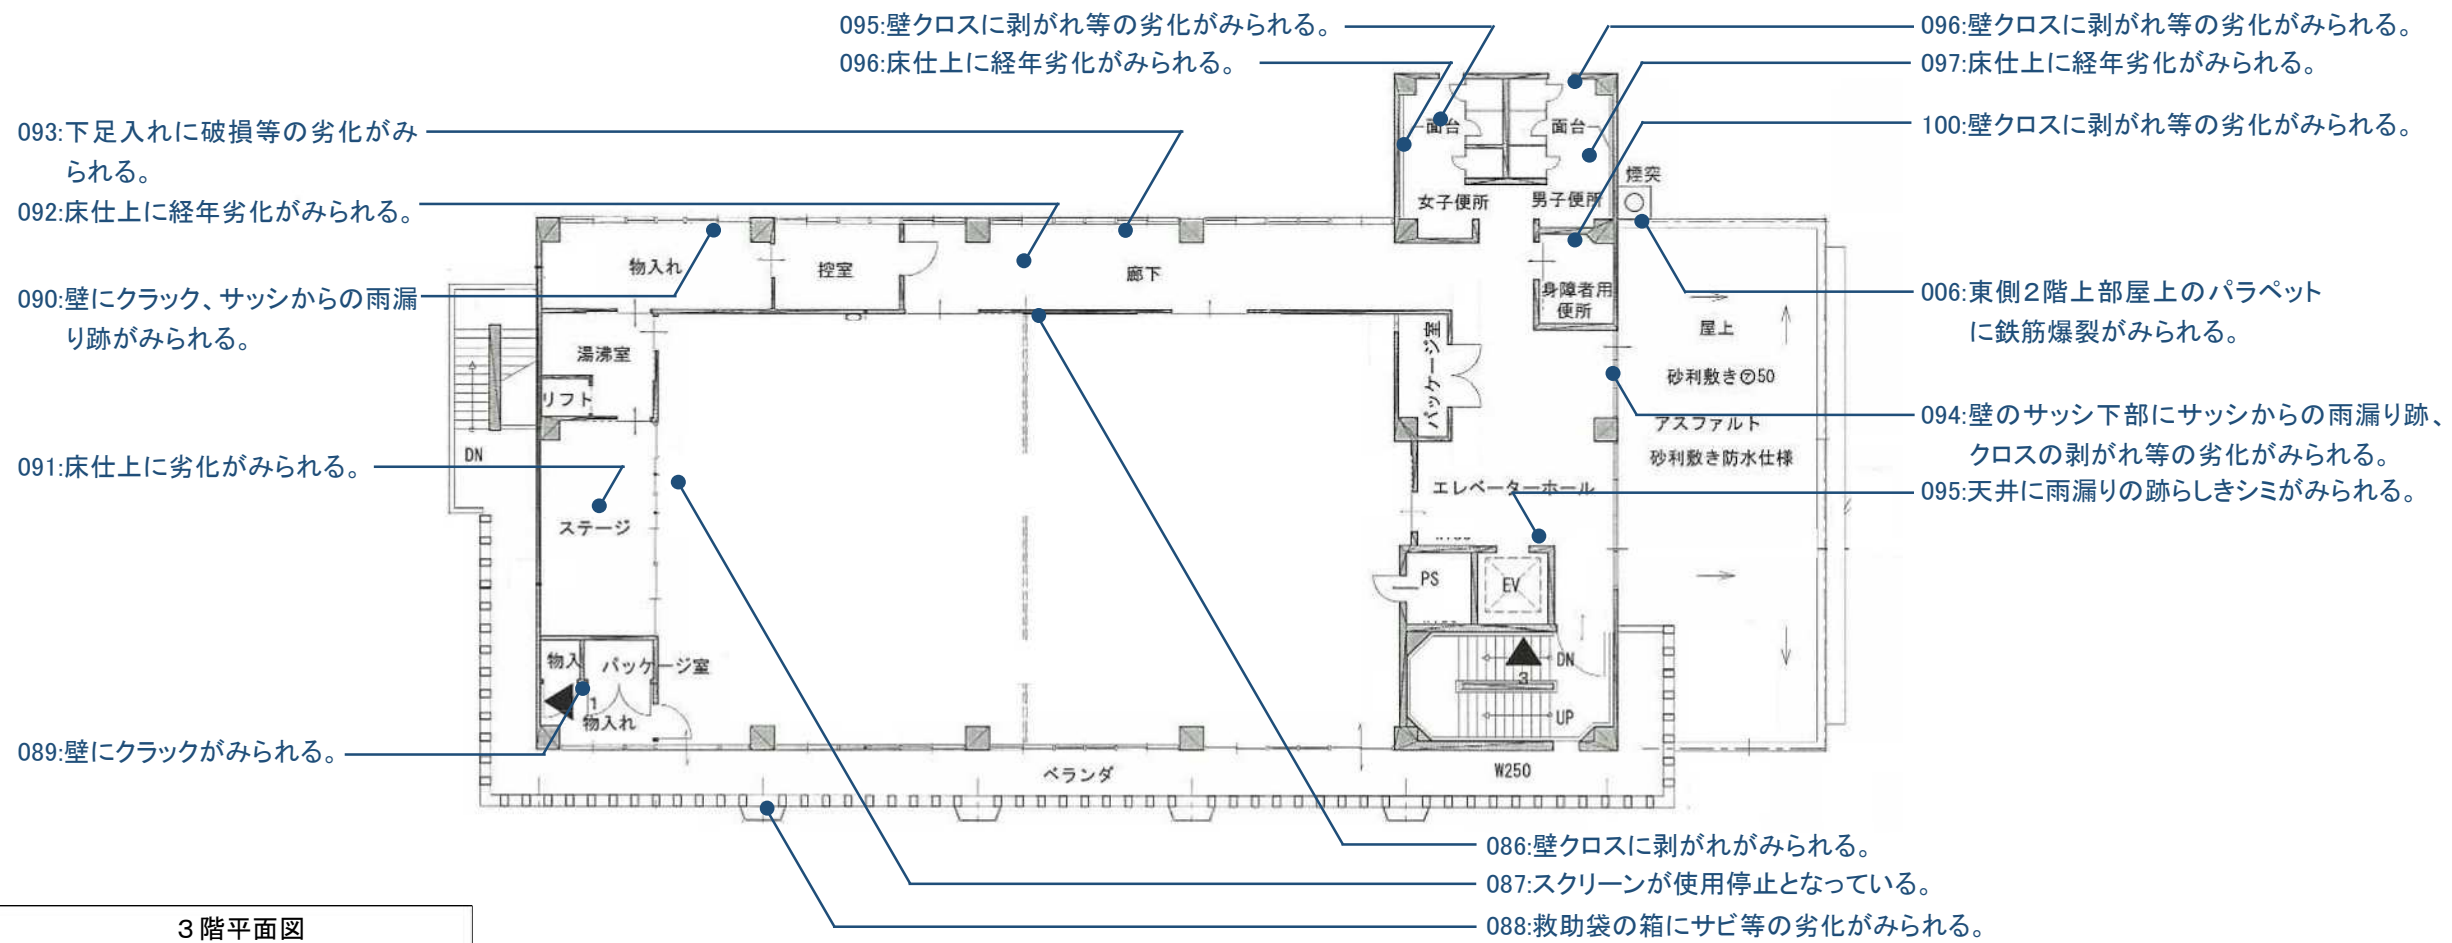 095:壁クロスに剥がれ等の劣化がみられる。
096:床仕上に経年劣化がみられる。
096:壁クロスに剥がれ等の劣化がみられる。
097:床仕上に経年劣化がみられる。
100:壁クロスに剥がれ等の劣化がみられる。
093:下足入れに破損等の劣化がみ
られる。
092:床仕上に経年劣化がみられる。
090:壁にクラック、サッシからの雨漏
り跡がみられる。
091:床仕上に劣化がみられる。
089:壁にクラックがみられる。
面台
面台
女子便所
男子便所
煙突
物入れ
控室
廊下
身障者用
便所
湯沸室
リフト
パッケージ室
屋上
砂利敷き㋐50
アスファルト
砂利敷き防水仕様
DN
ステージ
エレベーターホール
PS
EV
物入
パッケージ室
1
物入れ
DN
3
UP
ベランダ
W250
006:東側2階上部屋上のパラペット
に鉄筋爆裂がみられる。
094:壁のサッシ下部にサッシからの雨漏り跡、
クロスの剥がれ等の劣化がみられる。
095:天井に雨漏りの跡らしきシミがみられる。
086:壁クロスに剥がれがみられる。
087:スクリーンが使用停止となっている。
088:救助袋の箱にサビ等の劣化がみられる。
3階平面図